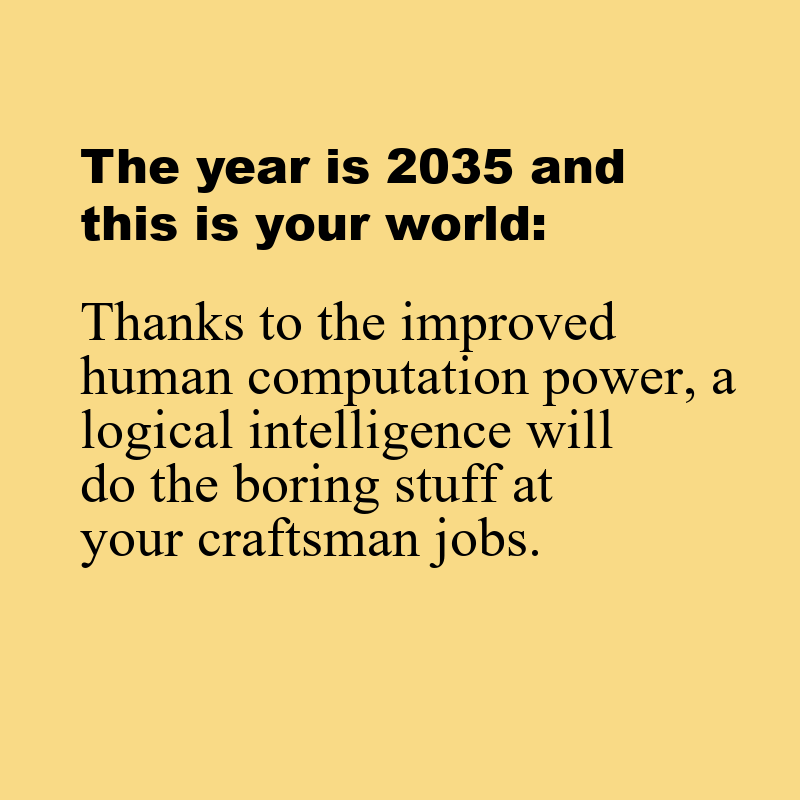 The year is 2035 and
this is your world:
Thanks to the improved
human computation power, a
logical intelligence will
do the boring stuff at
your craftsman jobs.